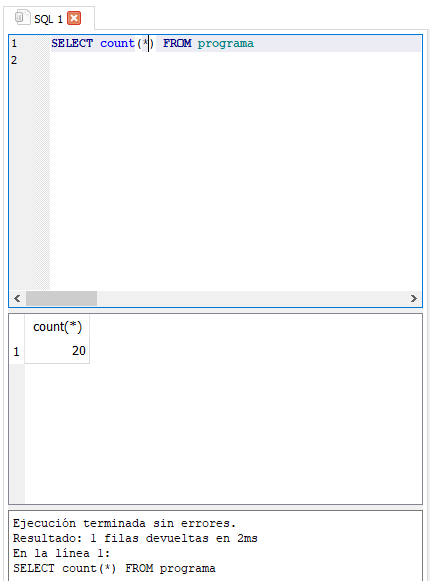 SQL 1
1 SELECT count(*) FROM programa
2
count(*)
1 20
Ejecución terminada sin errores.
Resultado: 1 filas devueltas en 2ms
En la línea 1:
SELECT count(*) FROM programa